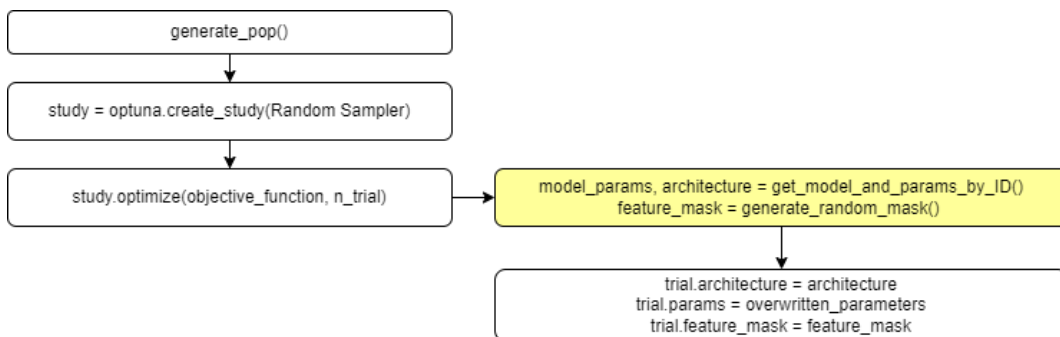 generate_pop()
study = optuna.create_study(Random Sampler)
study.optimize(objective_function, n_trial)
model_params, architecture = get_model_and_params_by_ID()
feature_mask = generate_random_mask()
trial.architecture = architecture
trial.params = overwritten_parameters
trial.feature_mask = feature_mask